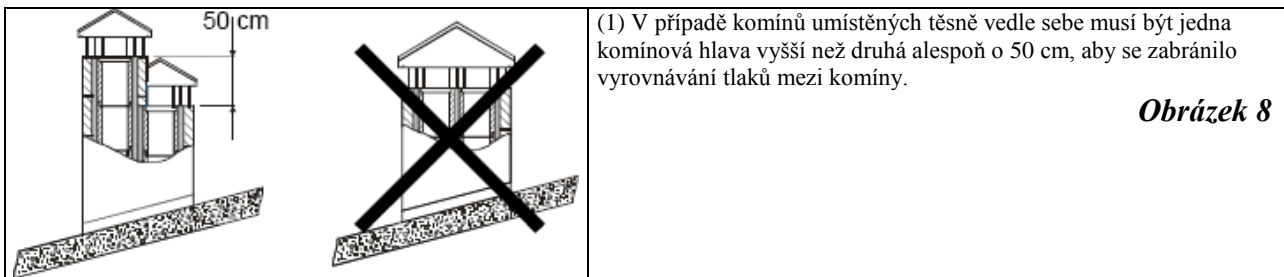 50 cm
(1) V případě komínů umístěných těsně vedle sebe musí být jedna
komínová hlava vyšší než druhá alespoň o 50 cm, aby se zabránilo
vyrovnávání tlaků mezi komíny.
Obrázek 8